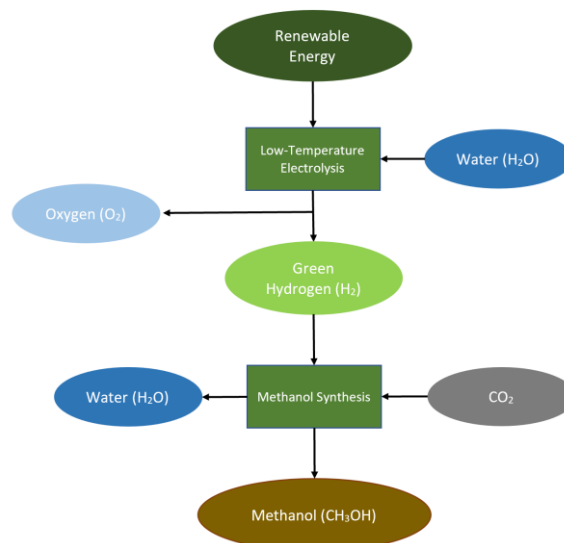 Renewable
Energy
Low-Temperature
Electrolysis
Water (H₂O)
Oxygen (O₂)
Green
Hydrogen (H₂)
Water (H₂O)
Methanol Synthesis
CO₂
Methanol (CH₃OH)